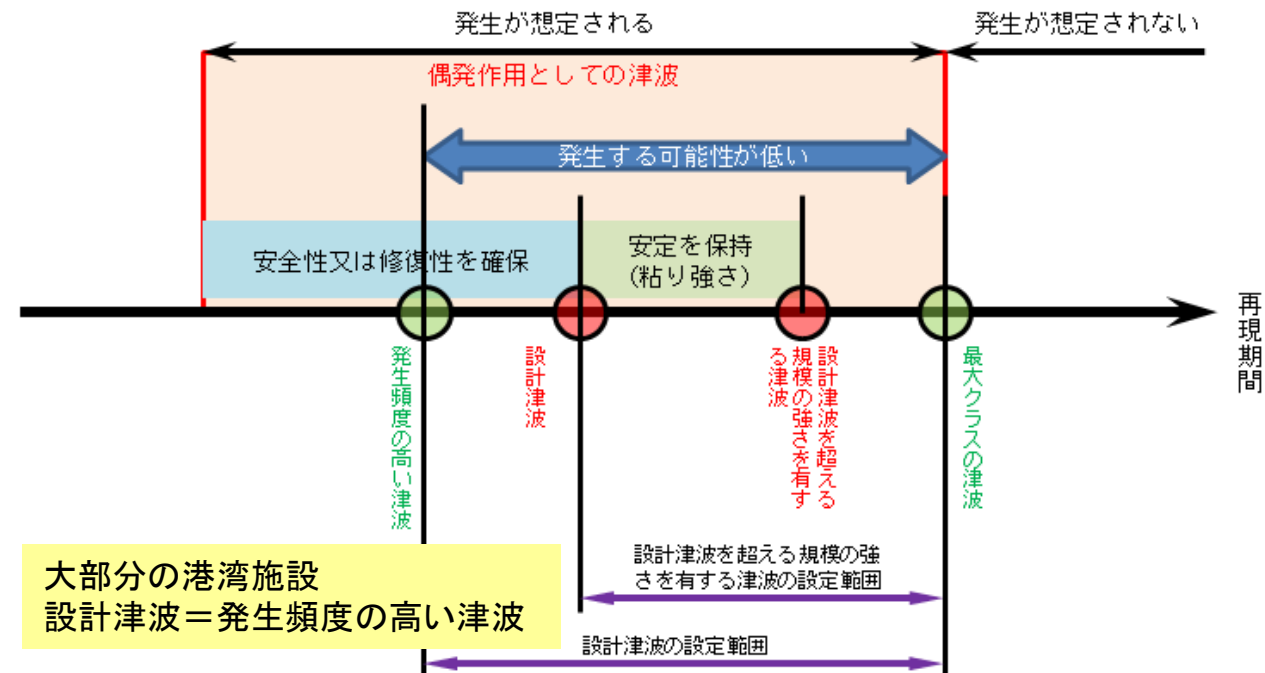 発生が想定される
発生が想定されない
偶発作用としての津波
発生する可能性が低い
安全性又は修復性を確保
安定を保持
(粘り強さ)
再現期間
発生頻度の高い津波
設計津波
設計津波を超える
規模の強さを有す
る津波
最大クラスの津波
大部分の港湾施設
設計津波＝発生頻度の高い津波
設計津波を超える規模の強
さを有する津波の設定範囲
設計津波の設定範囲